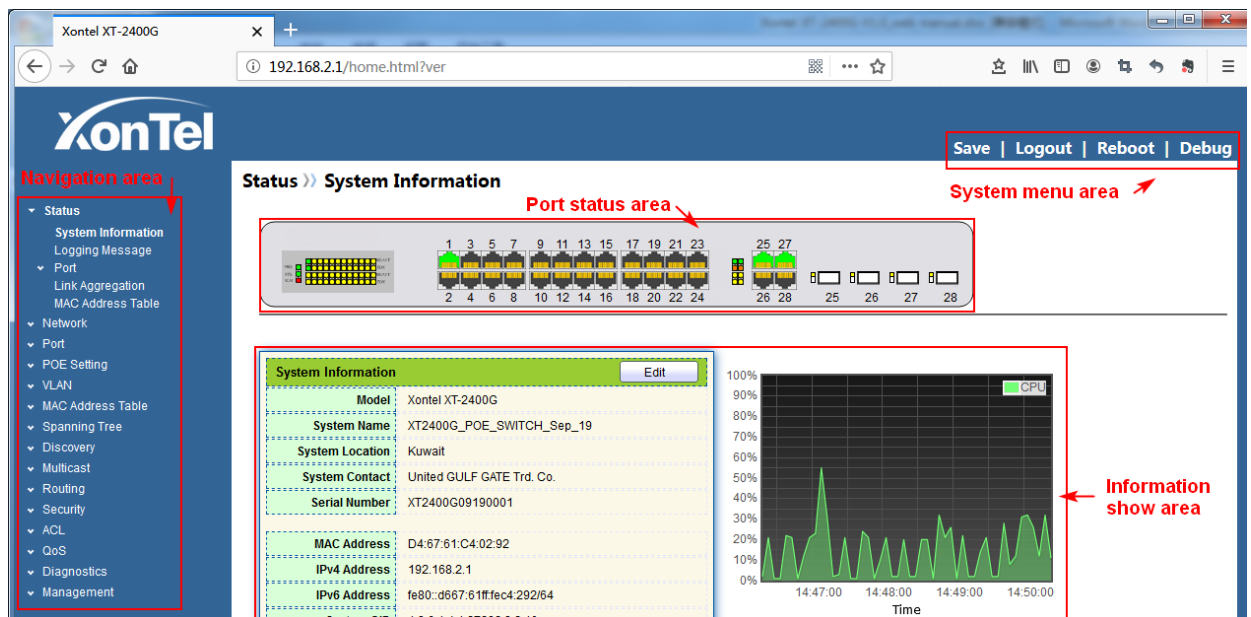 Xontel XT-2400G
192.168.2.1/home.html?ver
XonTel
Save | Logout | Reboot | Debug
Navigation area
System menu area
Status 》 System Information
Port status area
Status
System Information
Logging Message
Port
Link Aggregation
MAC Address Table
Network
Port
POE Setting
VLAN
MAC Address Table
Spanning Tree
Discovery
Multicast
Routing
Security
ACL
QoS
Diagnostics
Management
1 3 5 7 9 11 13 15 17 19 21 23 25 27
2 4 6 8 10 12 14 16 18 20 22 24 26 28 25 26 27 28
System Information Edit
Model Xontel XT-2400G
System Name XT2400G_POE_SWITCH_Sep_19
System Location Kuwait
System Contact United GULF GATE Trd. Co.
Serial Number XT2400G09190001
MAC Address D4:67:61:C4:02:92
IPv4 Address 192.168.2.1
IPv6 Address fe80::d667:61ff:fec4:292/64
100%
90%
80%
70%
60%
50%
40%
30%
20%
10%
0%
CPU
14:47:00 14:48:00 14:49:00 14:50:00
Time
Information
show area